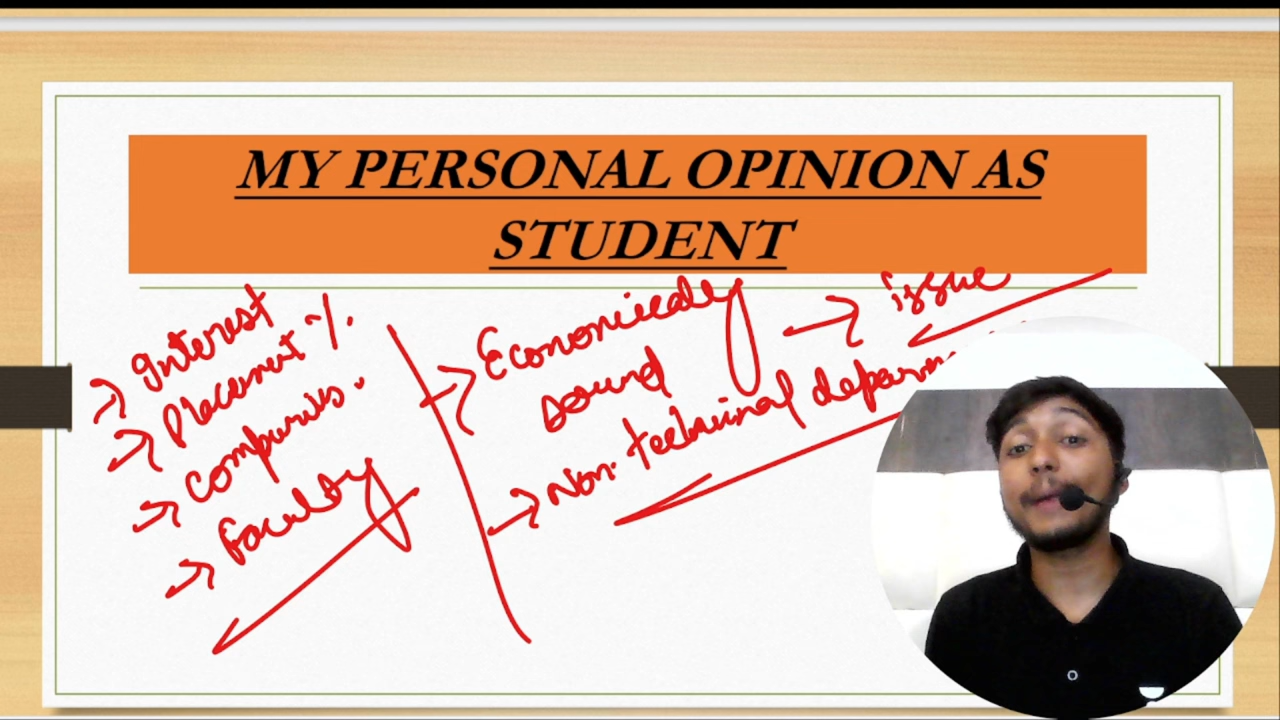 MY PERSONAL OPINION AS
STUDENT
→ Interest
→ Placement %.
→ Companies.
→ Faculty
→ Economically → issue
sound
→ Non-technical